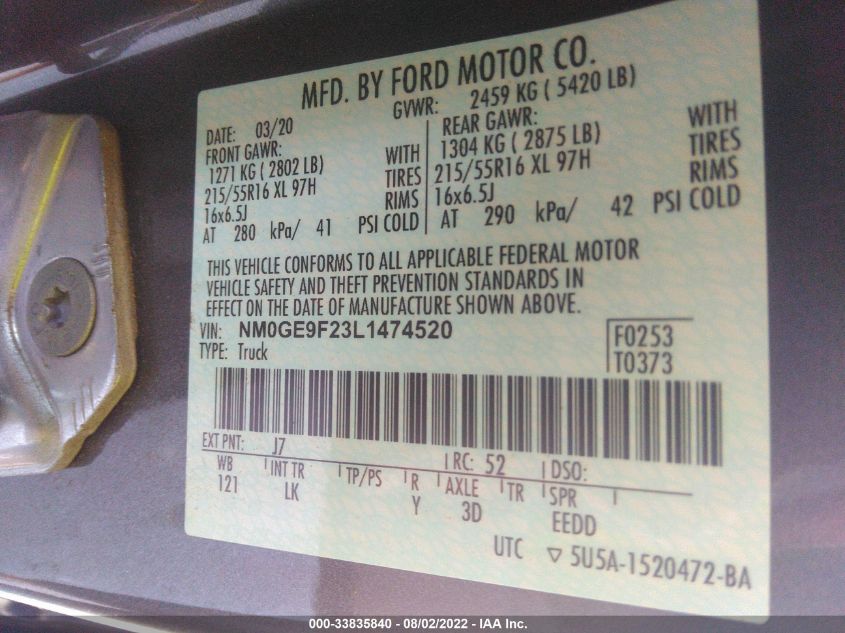 MFD. BY FORD MOTOR CO.
DATE: 03/20 GVWR: 2459 KG ( 5420 LB)
FRONT GAWR: REAR GAWR:
1271 KG ( 2802 LB) WITH 1304 KG ( 2875 LB) WITH
215/55R16 XL 97H TIRES 215/55R16 XL 97H TIRES
16x6.5J RIMS 16x6.5J RIMS
AT 280 kPa/ 41 PSI COLD AT 290 kPa/ 42 PSI COLD
THIS VEHICLE CONFORMS TO ALL APPLICABLE FEDERAL MOTOR
VEHICLE SAFETY AND THEFT PREVENTION STANDARDS IN
EFFECT ON THE DATE OF MANUFACTURE SHOWN ABOVE.
VIN: NM0GE9F23L1474520 F0253
TYPE: Truck T0373
EXT PNT: J7 RC: 52 DSO:
WB INT TR TP/PS R AXLE TR SPR
121 LK Y 3D EEDD
UTC ▽ 5U5A-1520472-BA
000-33835840 - 08/02/2022 - IAA Inc.